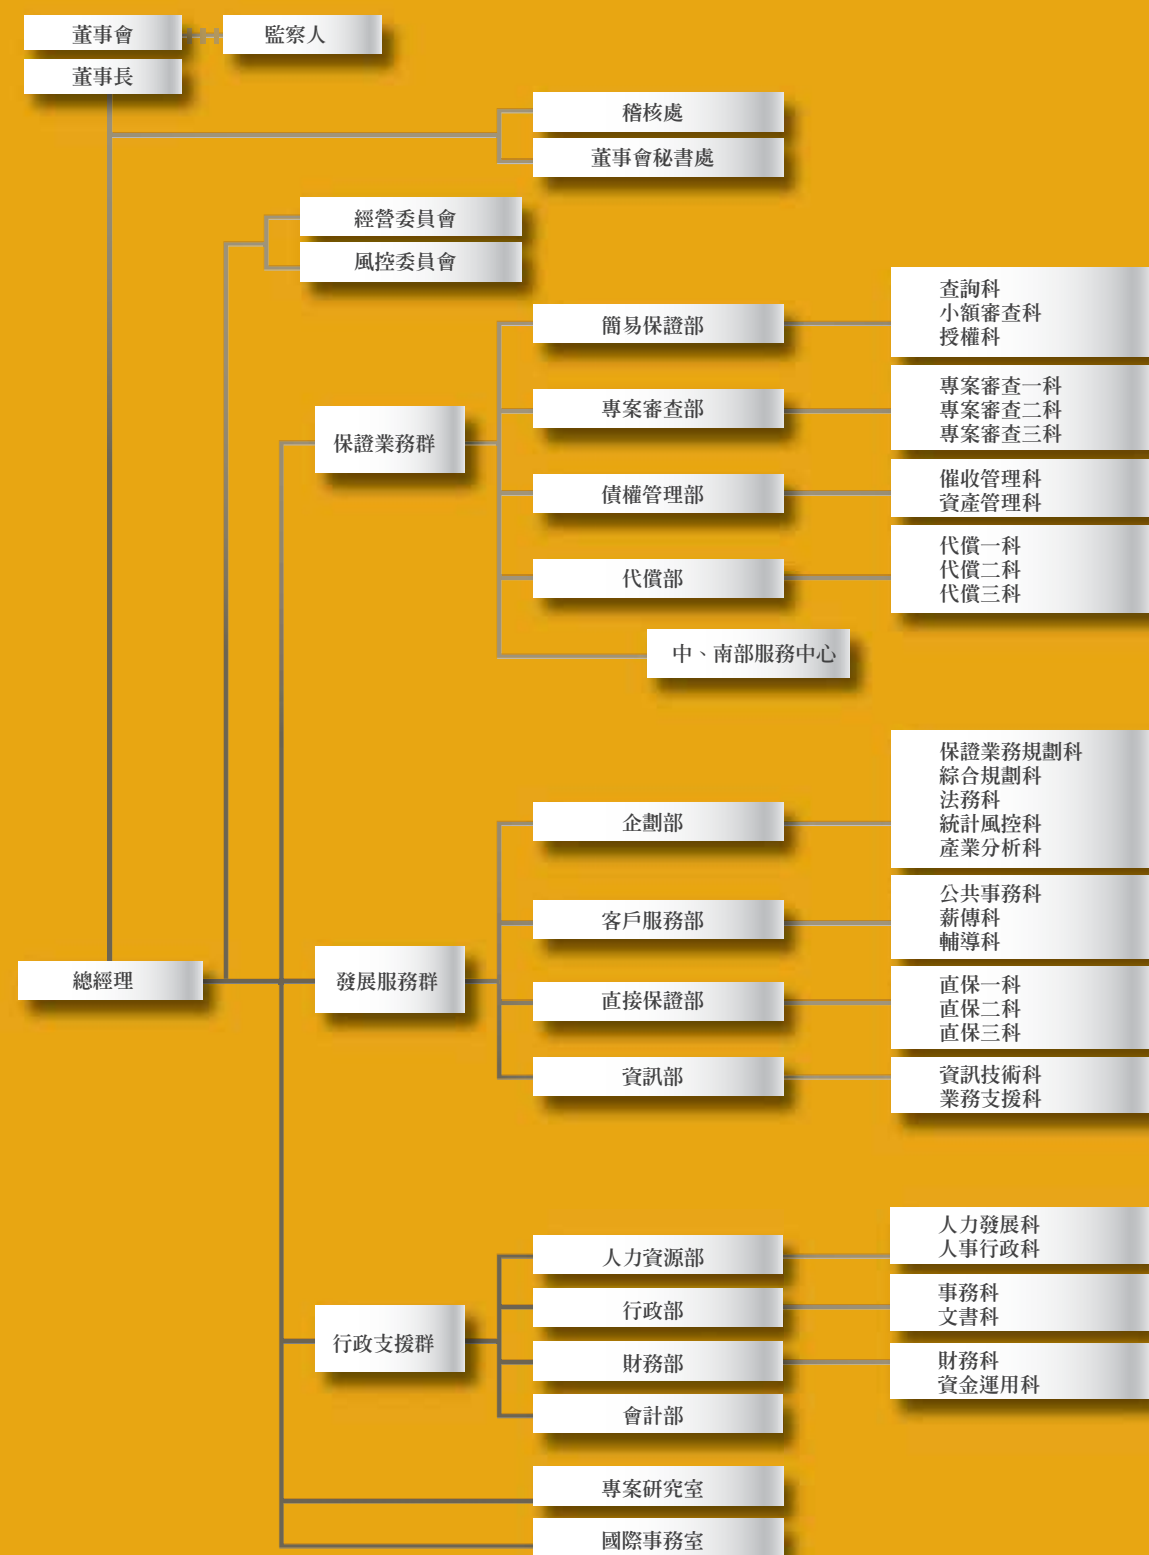 董事會
監察人
董事長
稽核處
董事會秘書處
經營委員會
風控委員會
簡易保證部
查詢科
小額審查科
授權科
專案審查部
專案審查一科
專案審查二科
專案審查三科
保證業務群
債權管理部
催收管理科
資產管理科
代償部
代償一科
代償二科
代償三科
中、南部服務中心
企劃部
保證業務規劃科
綜合規劃科
法務科
統計風控科
產業分析科
客戶服務部
公共事務科
薪傳科
輔導科
總經理
發展服務群
直接保證部
直保一科
直保二科
直保三科
資訊部
資訊技術科
業務支援科
人力資源部
人力發展科
人事行政科
行政部
事務科
文書科
行政支援群
財務部
財務科
資金運用科
會計部
專案研究室
國際事務室